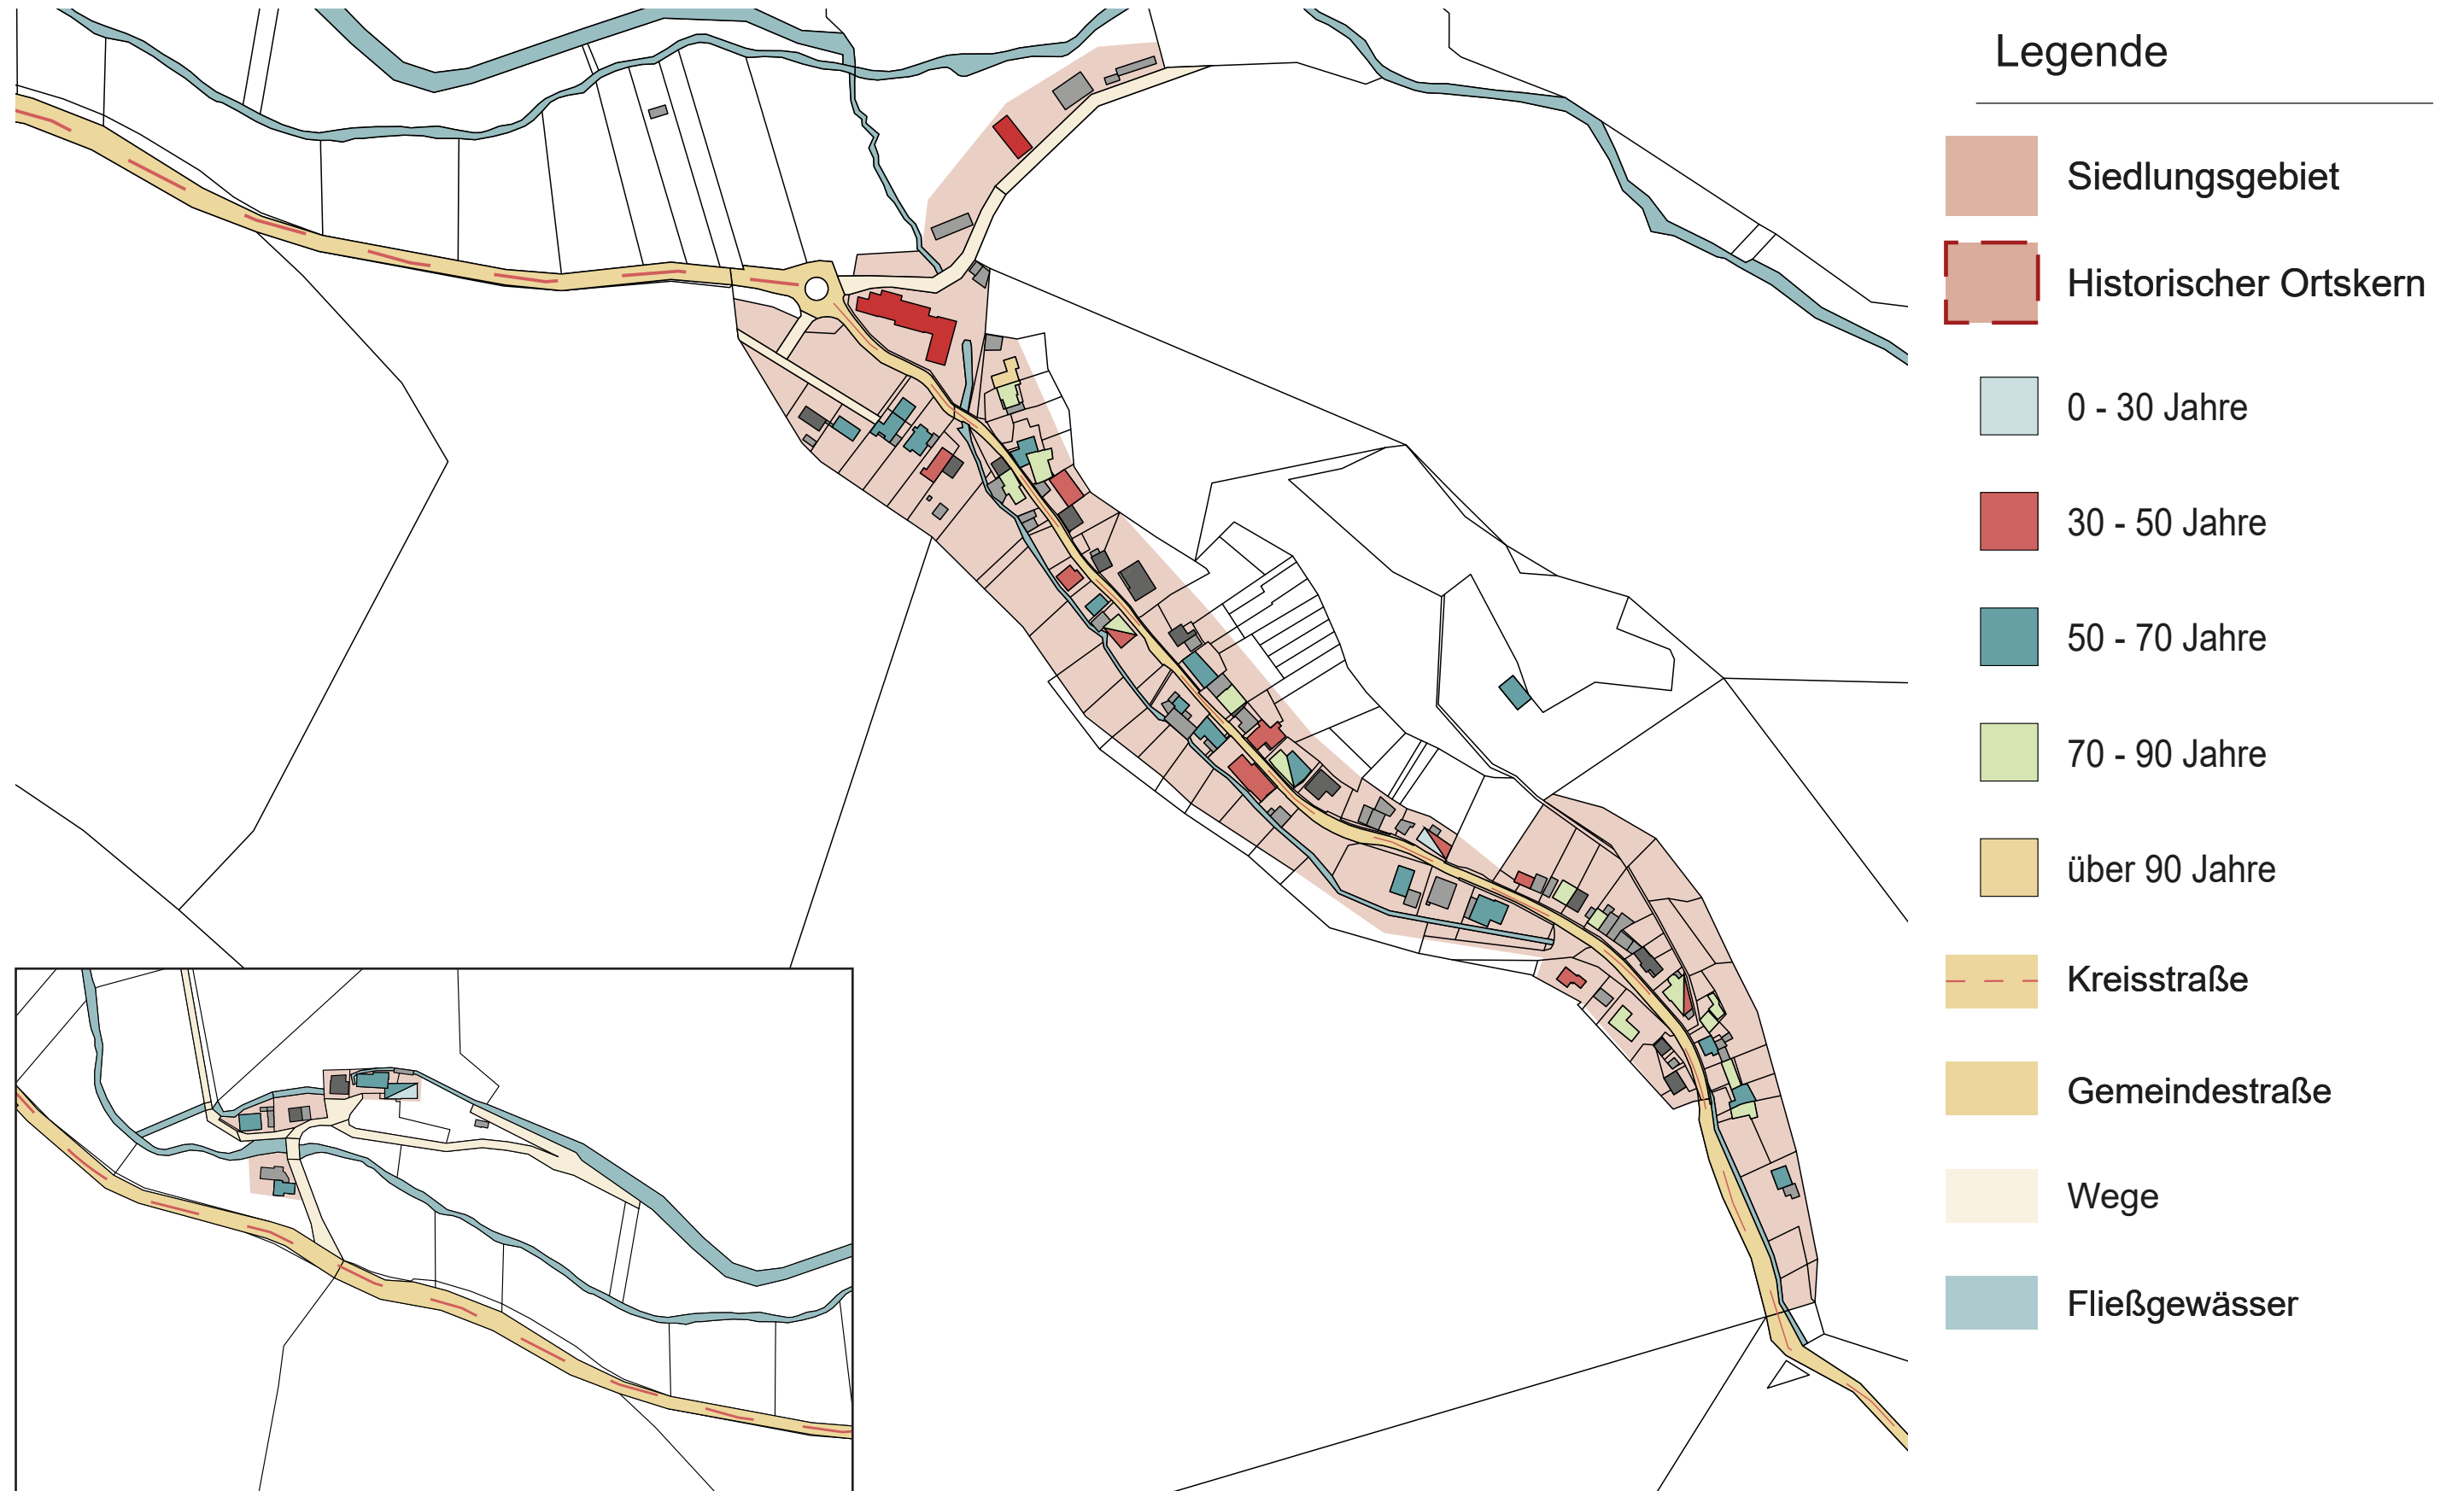 Legende
Siedlungsgebiet
Historischer Ortskern
0 - 30 Jahre
30 - 50 Jahre
50 - 70 Jahre
70 - 90 Jahre
über 90 Jahre
Kreisstraße
Gemeindestraße
Wege
Fließgewässer